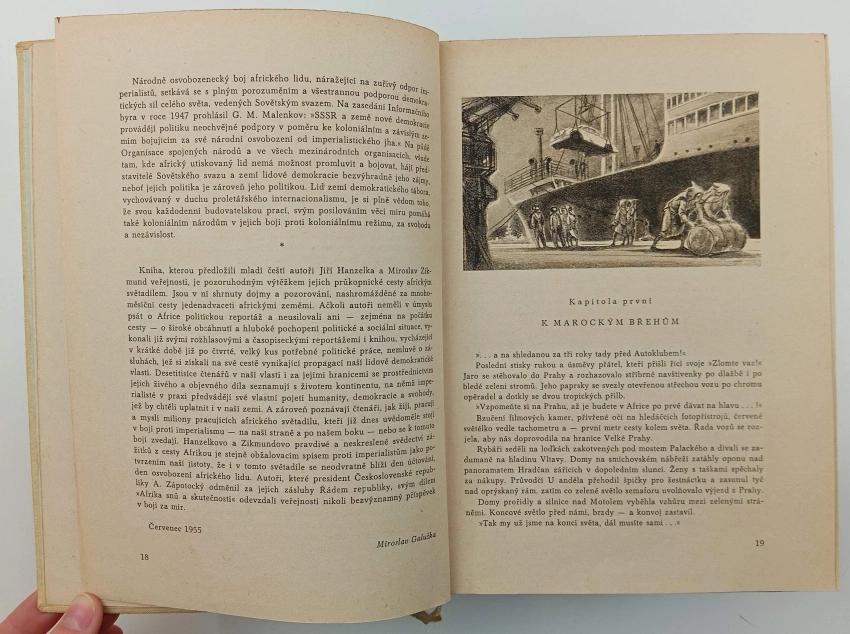 Národně osvobozenecký boj afrického lidu, nárážející na zuřivý odpor im-
perialistů, setkává se s plným porozuměním a všestrannou podporou demokra-
tických sil celého světa, vedených Sovětským svazem. Na zasedání Informačního
byra v roce 1947 prohlásil G. M. Malenkov: »SSSR a země nové demokracie
provádějí politiku neochvějné podpory v poměru ke koloniálním a závislým ze-
mím bojujícím za své národní osvobození od imperialistického jha.« Na půdě
Organisace spojených národů a ve všech mezinárodních organisacích, všude
tam, kde africký utiskovaný lid nemá možnost promluvit a bojovat, hájí před-
stavitelé Sovětského svazu a zemí lidové demokracie bezvýhradně jeho zájmy,
neboť jejich politika je zároveň jeho politikou. Lid zemí demokratického tábora,
vychovávaný v duchu proletářského internacionalismu, je si plně vědom toho,
že svou každodenní budovatelskou prací, svým posilováním věci míru pomáhá
také koloniálním národům v jejich boji proti koloniálnímu režimu, za svobodu
a nezávislost.
*
Kniha, kterou předložili mladí čeští autoři Jiří Hanzelka a Miroslav Zik-
mund veřejnosti, je pozoruhodným výtěžkem jejich průkopnické cesty africkým
světadílem. Jsou v ní shrnuty dojmy a pozorování, nashromážděné za mnoho-
měsíční cesty jedenadvaceti africkými zeměmi. Ačkoli autoři neměli v úmyslu
psát o Africe politickou reportáž a neusilovali ani — zejména na počátku
cesty — o široké obsáhnutí a hluboké pochopení politické a sociální situace, vy-
konali již svými rozhlasovými a časopiseckými reportážemi i knihou, vycházející
v krátké době již po čtvrté, velký kus potřebné politické práce, nemluvě o zá-
sluhách, jež si získali na své cestě vynikající propagací naší lidově demokratické
vlasti. Desetitisíce čtenářů v naší vlasti i za jejími hranicemi se prostřednictvím
jejich živého a objevného díla seznamují s životem kontinentu, na němž impe-
rialisté v praxi předvádějí své vlastní pojetí humanity, demokracie a svobody,
jež by chtěli uplatnit i v naší zemi. A zároveň poznávají čtenáři, jak žijí, pracují
a myslí miliony pracujících afrického světadílu, kteří již dnes uvědoměle stojí
v boji proti imperialismu — na naší straně a po našem boku — nebo se k tomuto
boji zvedají. Hanzelkovo a Zikmundovo pravdivé a neskreslené svědectví zá-
žitků z cesty Afrikou je stejně obžalovacím spisem proti imperialistům jako po-
tvrzením naší jistoty, že i v tomto světadíle se neodvratně blíží den účtování,
den osvobození afrického lidu. Autoři, které president Československé repub-
liky A. Zápotocký odměnil za jejich zásluhy Řádem republiky, svým dílem
»Afrika snů a skutečnosti« odevzdali veřejnosti nikoli bezvýznamný příspěvek
v boji za mír.
Červenec 1955
Miroslav Galuška
18
Kapitola první
K MAROCKÝM BŘEHŮM
». . . a na shledanou za tři roky tady před Autoklubem!«
Poslední stisky rukou a úsměvy přátel, kteří přišli říci svoje »Zlomte vaz!«
Jaro se stěhovalo do Prahy a rozhazovalo stříbrné navštívenky po dlažbě i po
bledé zeleni stromů. Jeho paprsky se svezly otevřenou střechou vozu po chromu
opěradel a dotkly se dvou tropických přilb.
»Vzpomeňte si na Prahu, až je budete v Africe po prvé dávat na hlavu . . . !«
Bzučení filmových kamer, přivřené oči na hledáčcích fotopřístrojů, červené
světélko vedle tachometru a — první metr cesty kolem světa. Řada vozů se roz-
jela, aby nás doprovodila na hranice Velké Prahy.
Rybáři seděli na loďkách zakotvených pod mostem Palackého a dívali se za-
dumaně na hladinu Vltavy. Domy na smíchovském nábřeží zatáhly oponu nad
panoramatem Hradčan zářících v dopoledním slunci. Ženy s taškami spěchaly
za nákupy. Průvodčí U anděla přehodil špičky pro šestnáctku a zasunul tyč
nad oprýskaný rám, zatím co zelené světlo semaforu uvolňovalo výjezd z Prahy.
Domy prořídly a silnice nad Motolem vyběhla vzhůru mezi zelenými strá-
němi. Koncové světlo před námi, brzdy — a konvoj zastavil.
»Tak my už jsme na konci světa, dál musíte sami . . .«
19